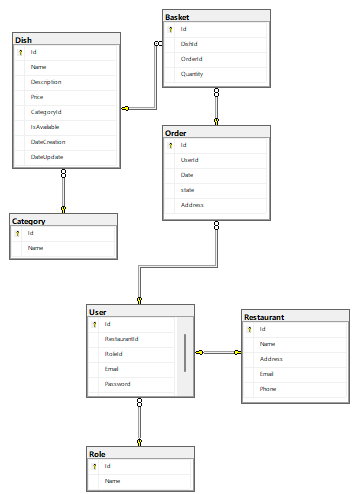 Basket
Id
DishId
OrderId
Quantity
Dish
Id
Name
Description
Price
CategoryId
IsAvailable
DateCreation
DateUpdate
Order
Id
UserId
Date
state
Address
Category
Id
Name
User
Id
RestaurantId
RoleId
Email
Password
Restaurant
Id
Name
Address
Email
Phone
Role
Id
Name